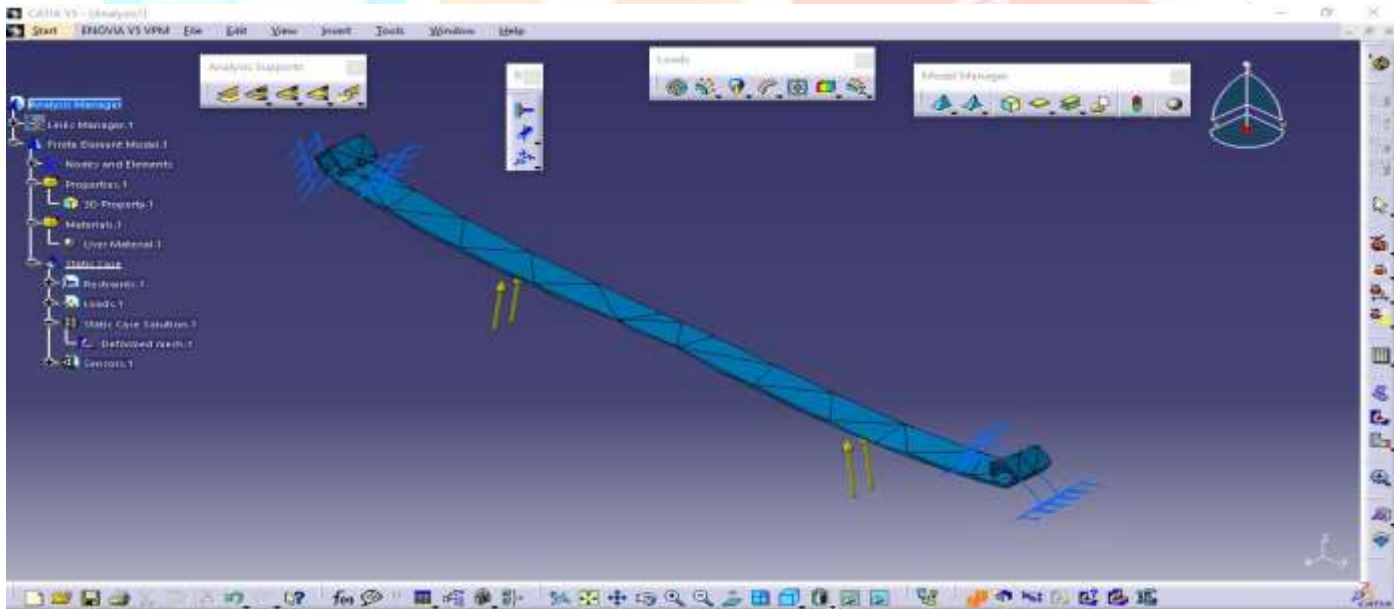 CATIA V5 - [Analysis1]
Start ENOVIA V5 VPM File Edit View Insert Tools Window Help
Analysis Supports
Loads
Model Manager
Analysis Manager
Links Manager.1
Finite Element Model.1
Nodes and Elements
Properties.1
3D Property.1
Materials.1
User Material.1
Static Case
Restraints.1
Loads.1
Static Case Solution.1
Deformed mesh.1
Sensors.1
CATIA